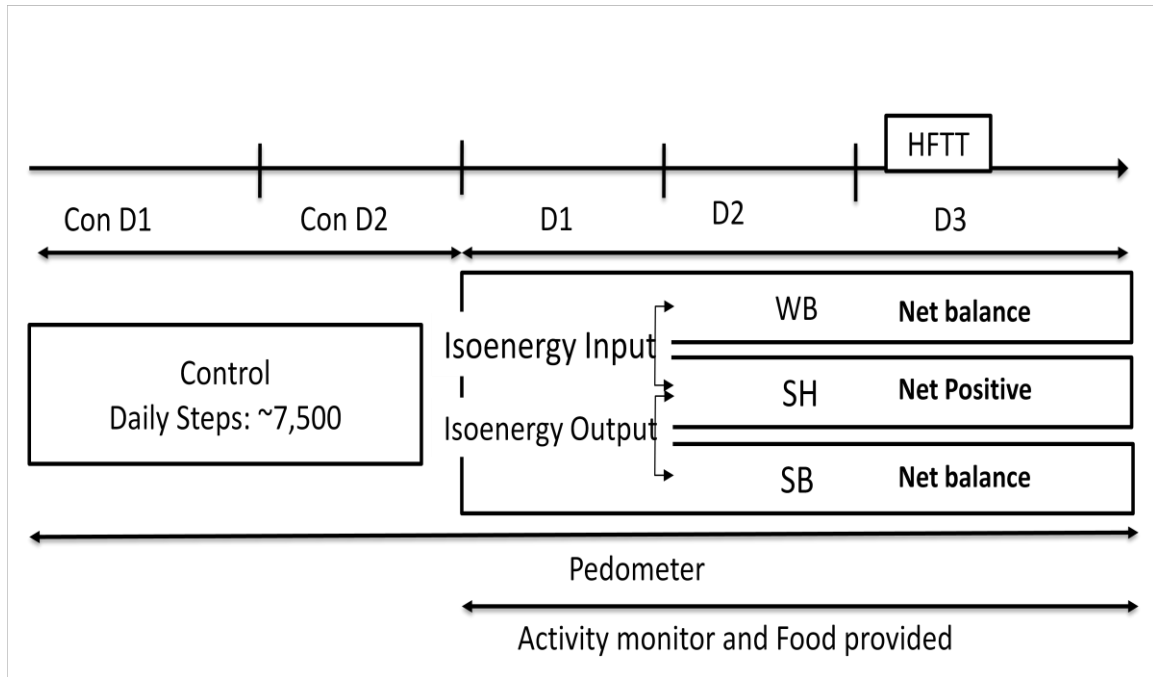 HFTT
Con D1
Con D2
D1
D2
D3
Control
Daily Steps: ~7,500
Isoenergy Input
Isoenergy Output
WB
Net balance
SH
Net Positive
SB
Net balance
Pedometer
Activity monitor and Food provided